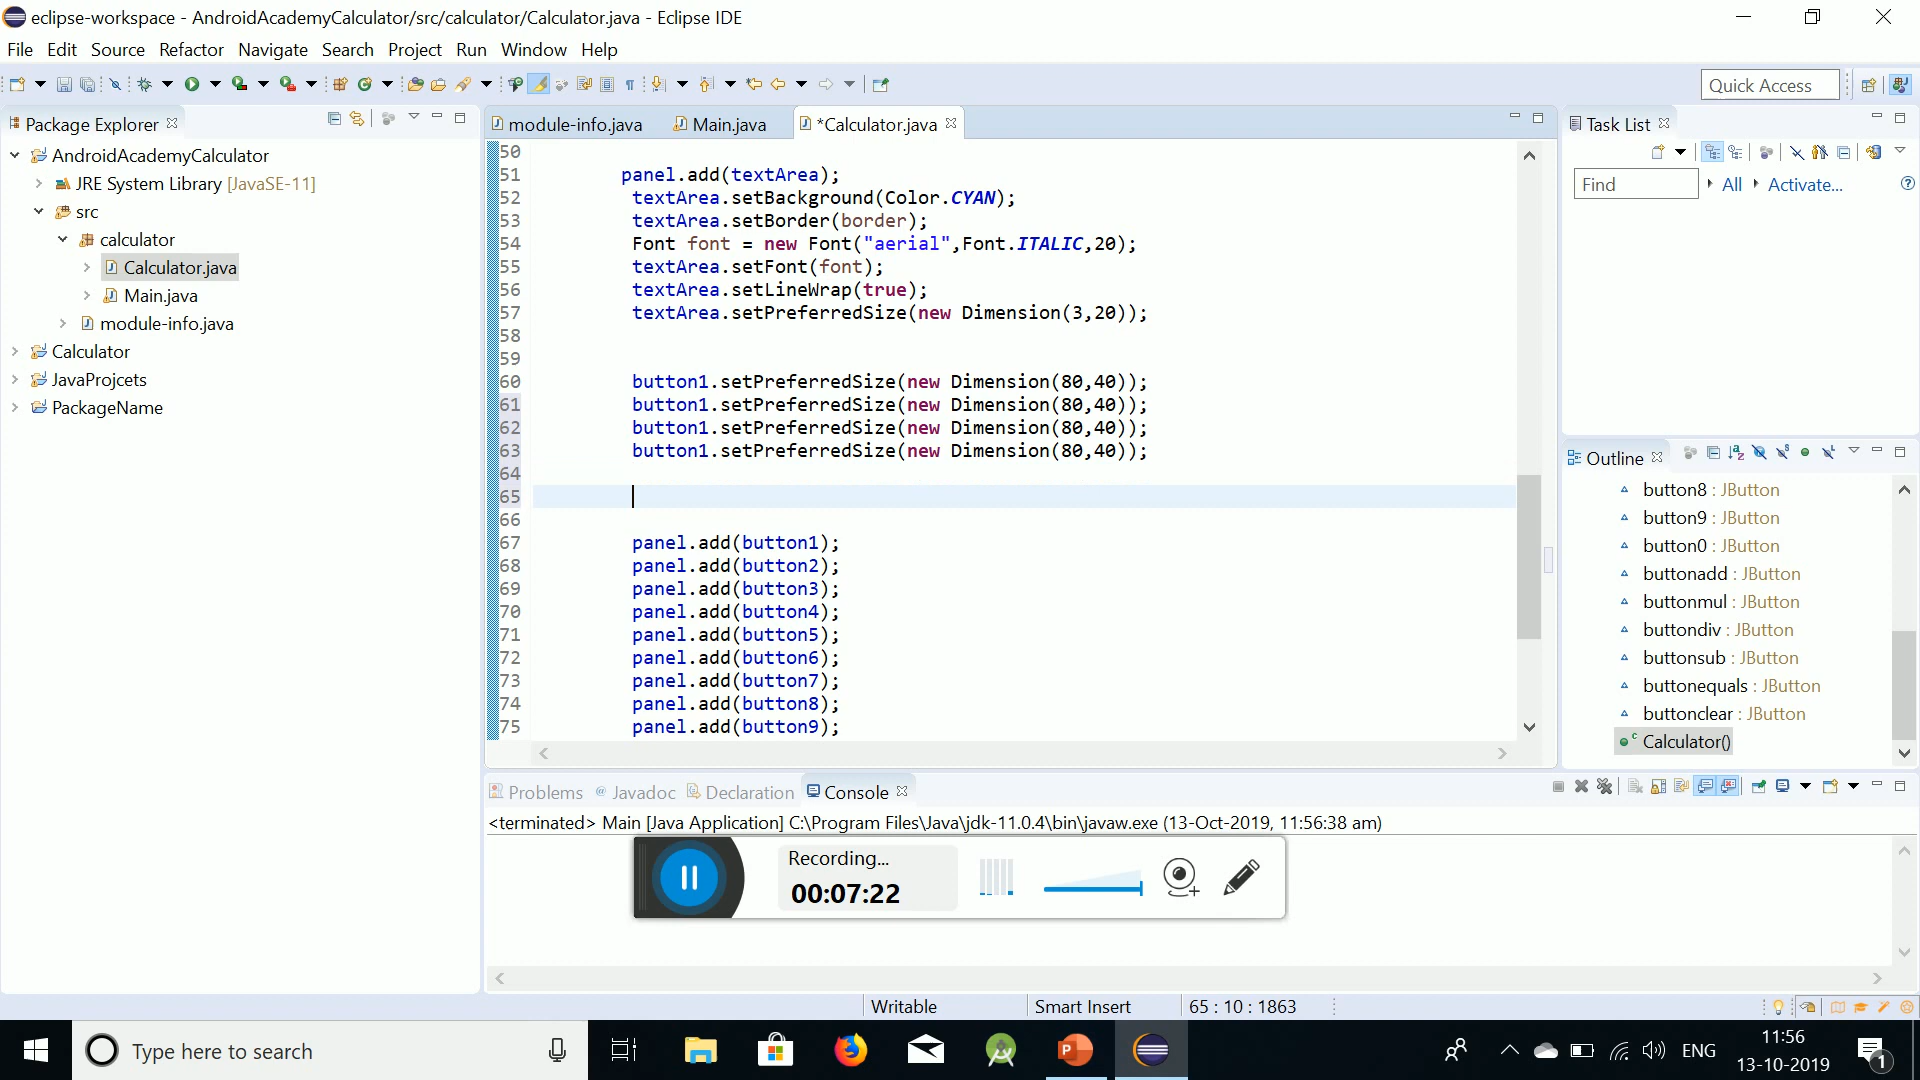 eclipse-workspace - AndroidAcademyCalculator/src/calculator/Calculator.java - Eclipse IDE
File Edit Source Refactor Navigate Search Project Run Window Help
Quick Access
Package Explorer
AndroidAcademyCalculator
JRE System Library [JavaSE-11]
src
calculator
Calculator.java
Main.java
module-info.java
Calculator
JavaProjcets
PackageName
module-info.java Main.java *Calculator.java
50
51 panel.add(textArea);
52 textArea.setBackground(Color.CYAN);
53 textArea.setBorder(border);
54 Font font = new Font("aerial",Font.ITALIC,20);
55 textArea.setFont(font);
56 textArea.setLineWrap(true);
57 textArea.setPreferredSize(new Dimension(3,20));
58
59
60 button1.setPreferredSize(new Dimension(80,40));
61 button1.setPreferredSize(new Dimension(80,40));
62 button1.setPreferredSize(new Dimension(80,40));
63 button1.setPreferredSize(new Dimension(80,40));
64
65
66
67 panel.add(button1);
68 panel.add(button2);
69 panel.add(button3);
70 panel.add(button4);
71 panel.add(button5);
72 panel.add(button6);
73 panel.add(button7);
74 panel.add(button8);
75 panel.add(button9);
Task List
Find All Activate...
Outline
button8 : JButton
button9 : JButton
button0 : JButton
buttonadd : JButton
buttonmul : JButton
buttondiv : JButton
buttonsub : JButton
buttonequals : JButton
buttonclear : JButton
Calculator()
Problems Javadoc Declaration Console
<terminated> Main [Java Application] C:\Program Files\Java\jdk-11.0.4\bin\javaw.exe (13-Oct-2019, 11:56:38 am)
Recording...
00:07:22
Writable Smart Insert 65 : 10 : 1863
Type here to search
ENG
11:56
13-10-2019
1